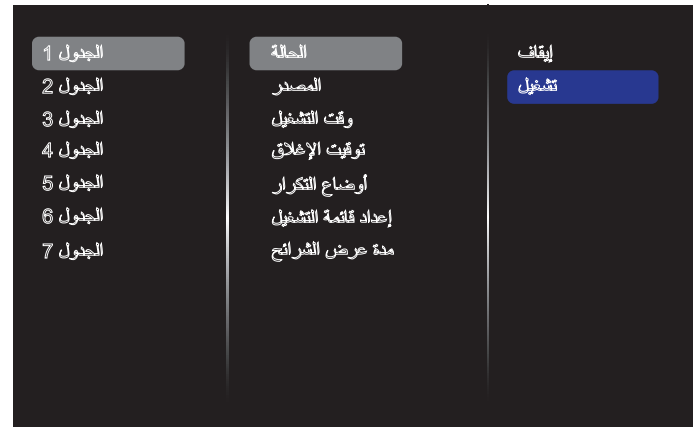 الجدول 1
الجدول 2
الجدول 3
الجدول 4
الجدول 5
الجدول 6
الجدول 7
الحالة
المصدر
وقت التشغيل
توقيت الإغلاق
أوضاع التكرار
إعداد قائمة التشغيل
مدة عرض الشرائح
إيقاف
تشغيل